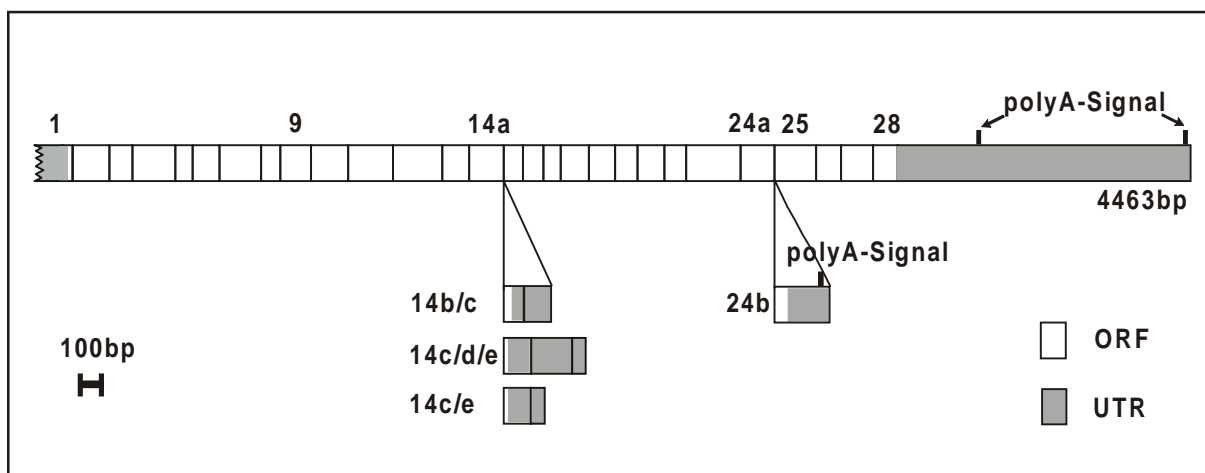 polyA-Signal
1 9 14a 24a 25 28
4463bp
polyA-Signal
14b/c 24b
ORF
100bp 14c/d/e
14c/e UTR